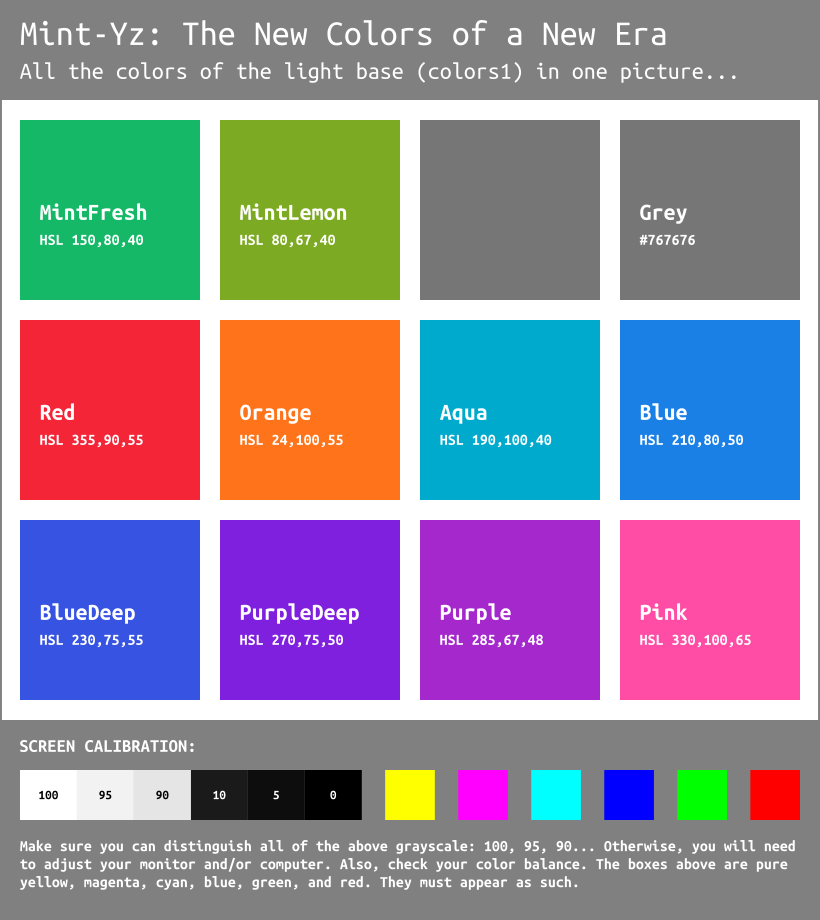 Mint-Yz: The New Colors of a New Era
All the colors of the light base (colors1) in one picture...
MintFresh
HSL 150,80,40
MintLemon
HSL 80,67,40
Grey
#767676
Red
HSL 355,90,55
Orange
HSL 24,100,55
Aqua
HSL 190,100,40
Blue
HSL 210,80,50
BlueDeep
HSL 230,75,55
PurpleDeep
HSL 270,75,50
Purple
HSL 285,67,48
Pink
HSL 330,100,65
SCREEN CALIBRATION:
100 95 90 10 5 0
Make sure you can distinguish all of the above grayscale: 100, 95, 90... Otherwise, you will need
to adjust your monitor and/or computer. Also, check your color balance. The boxes above are pure
yellow, magenta, cyan, blue, green, and red. They must appear as such.